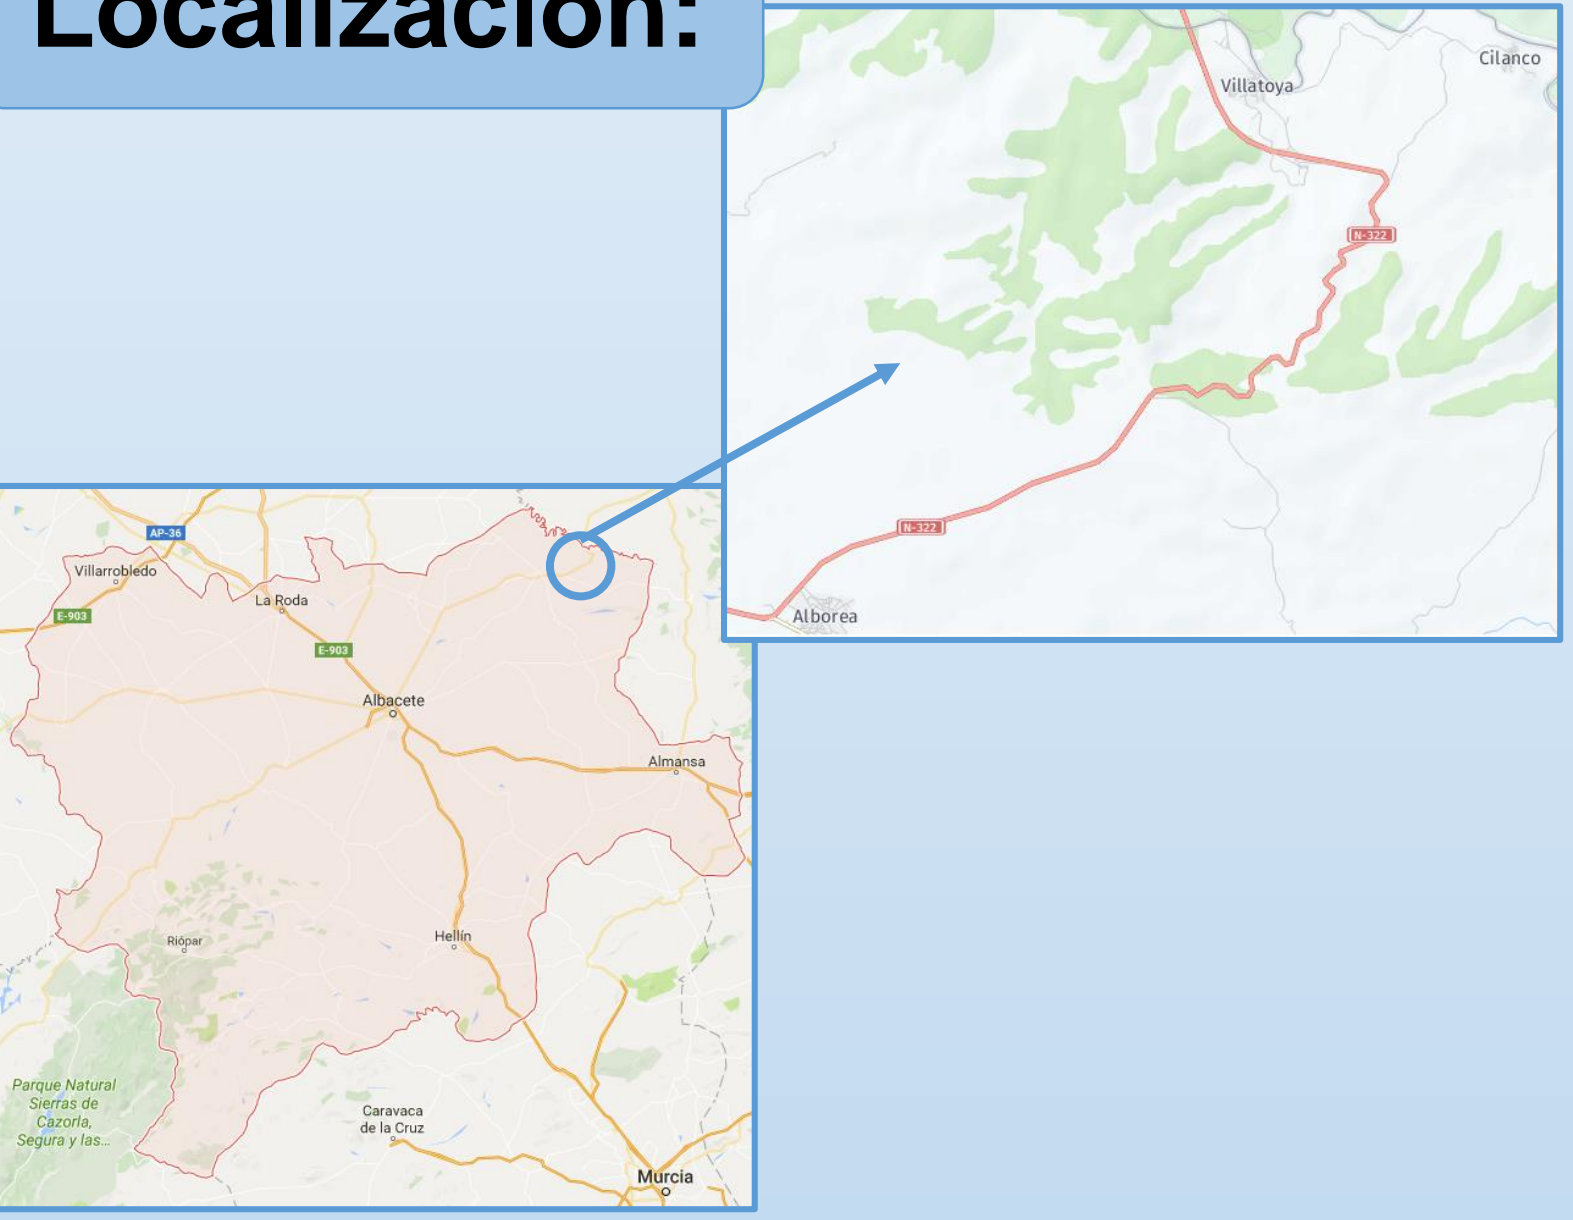 Localización:
Cilanco
Villatoya
N-322
N-322
Alborea
AP-36
Villarrobledo
La Roda
E-903
E-903
Albacete
Almansa
Riópar
Hellín
Parque Natural
Sierras de
Cazorla,
Segura y las...
Caravaca
de la Cruz
Murcia